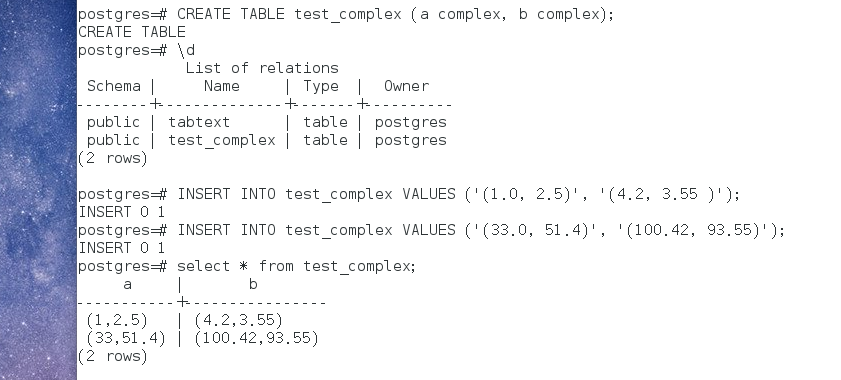 postgres=# CREATE TABLE test_complex (a complex, b complex);
CREATE TABLE
postgres=# \d
            List of relations
 Schema |     Name     | Type  |  Owner
--------+--------------+-------+----------
 public | tabtext      | table | postgres
 public | test_complex | table | postgres
(2 rows)

postgres=# INSERT INTO test_complex VALUES ('(1.0, 2.5)', '(4.2, 3.55 )');
INSERT 0 1
postgres=# INSERT INTO test_complex VALUES ('(33.0, 51.4)', '(100.42, 93.55)');
INSERT 0 1
postgres=# select * from test_complex;
     a     |       b
-----------+----------------
 (1,2.5)   | (4.2,3.55)
 (33,51.4) | (100.42,93.55)
(2 rows)